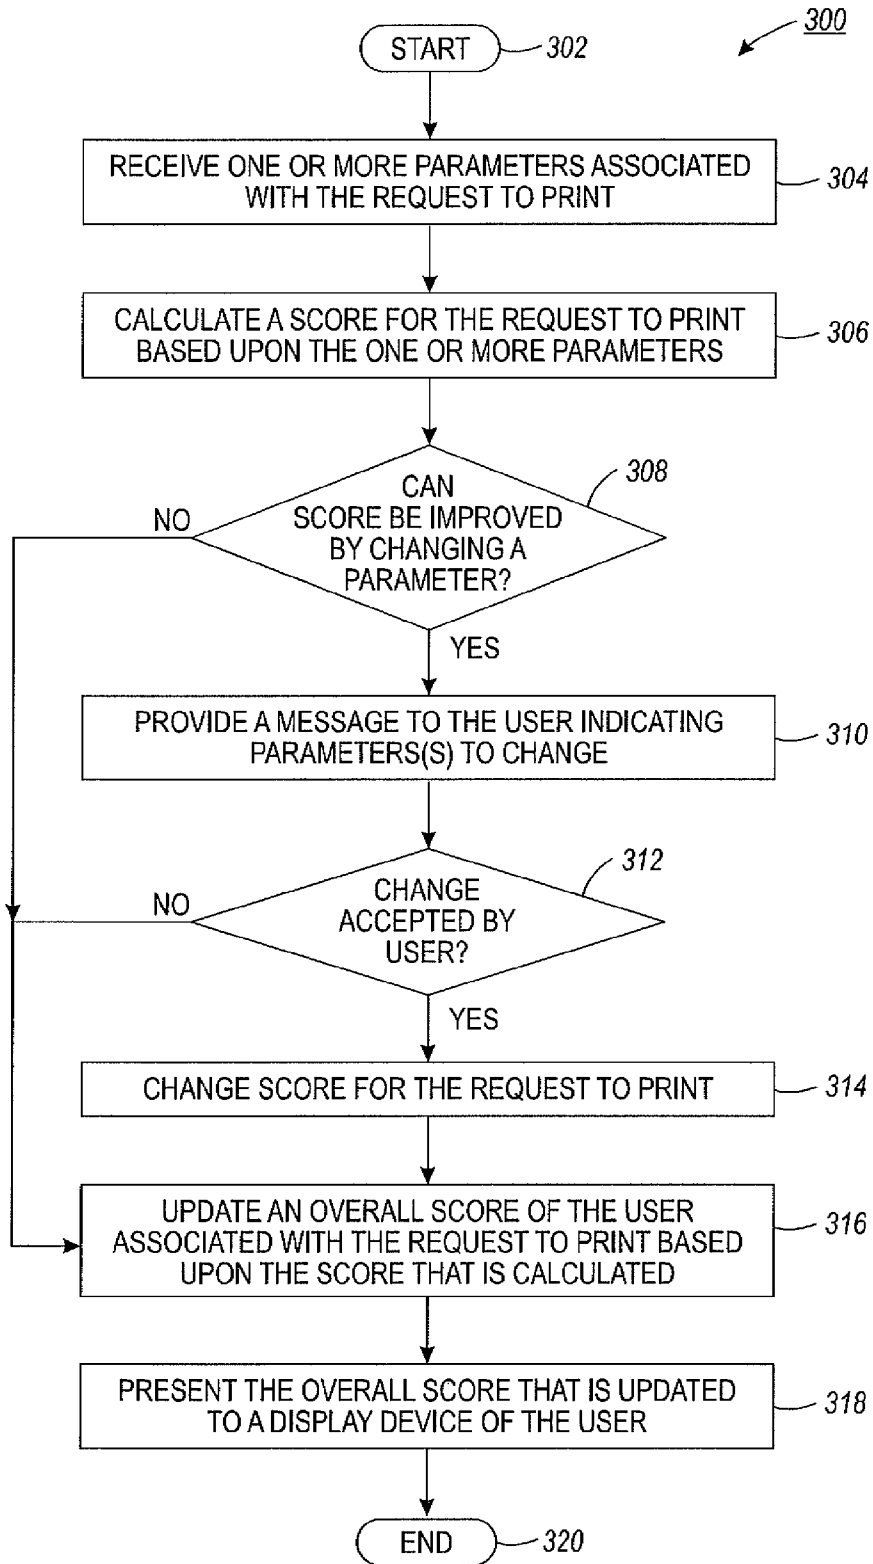 300
START
302
RECEIVE ONE OR MORE PARAMETERS ASSOCIATED
WITH THE REQUEST TO PRINT
304
CALCULATE A SCORE FOR THE REQUEST TO PRINT
BASED UPON THE ONE OR MORE PARAMETERS
306
308
CAN
SCORE BE IMPROVED
BY CHANGING A
PARAMETER?
NO
YES
PROVIDE A MESSAGE TO THE USER INDICATING
PARAMETERS(S) TO CHANGE
310
312
CHANGE
ACCEPTED BY
USER?
NO
YES
CHANGE SCORE FOR THE REQUEST TO PRINT
314
UPDATE AN OVERALL SCORE OF THE USER
ASSOCIATED WITH THE REQUEST TO PRINT BASED
UPON THE SCORE THAT IS CALCULATED
316
PRESENT THE OVERALL SCORE THAT IS UPDATED
TO A DISPLAY DEVICE OF THE USER
318
END
320